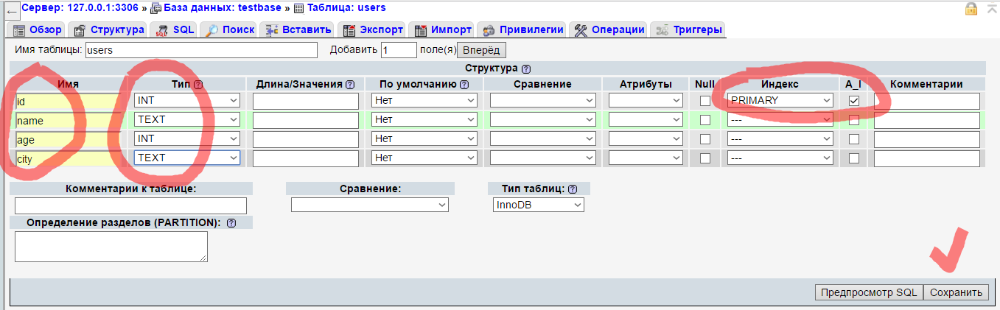 Сервер: 127.0.0.1:3306 » База данных: testbase » Таблица: users
Обзор Структура SQL Поиск Вставить Экспорт Импорт Привилегии Операции Триггеры
Имя таблицы: users Добавить 1 поле(я) Вперёд
Структура
Имя Тип Длина/Значения По умолчанию Сравнение Атрибуты Null Индекс A_I Комментарии
id INT Нет PRIMARY
name TEXT Нет ---
age INT Нет ---
city TEXT Нет ---
Комментарии к таблице: Сравнение: Тип таблиц:
InnoDB
Определение разделов (PARTITION):
Предпросмотр SQL Сохранить